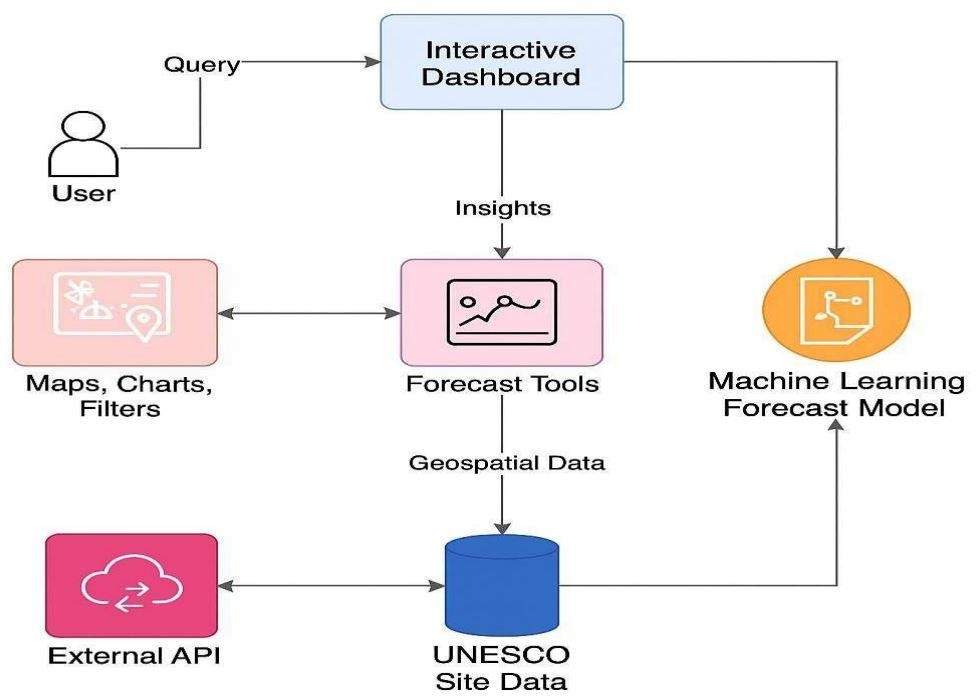 Query
Interactive
Dashboard
User
Insights
Maps, Charts,
Filters
Forecast Tools
Machine Learning
Forecast Model
Geospatial Data
External API
UNESCO
Site Data